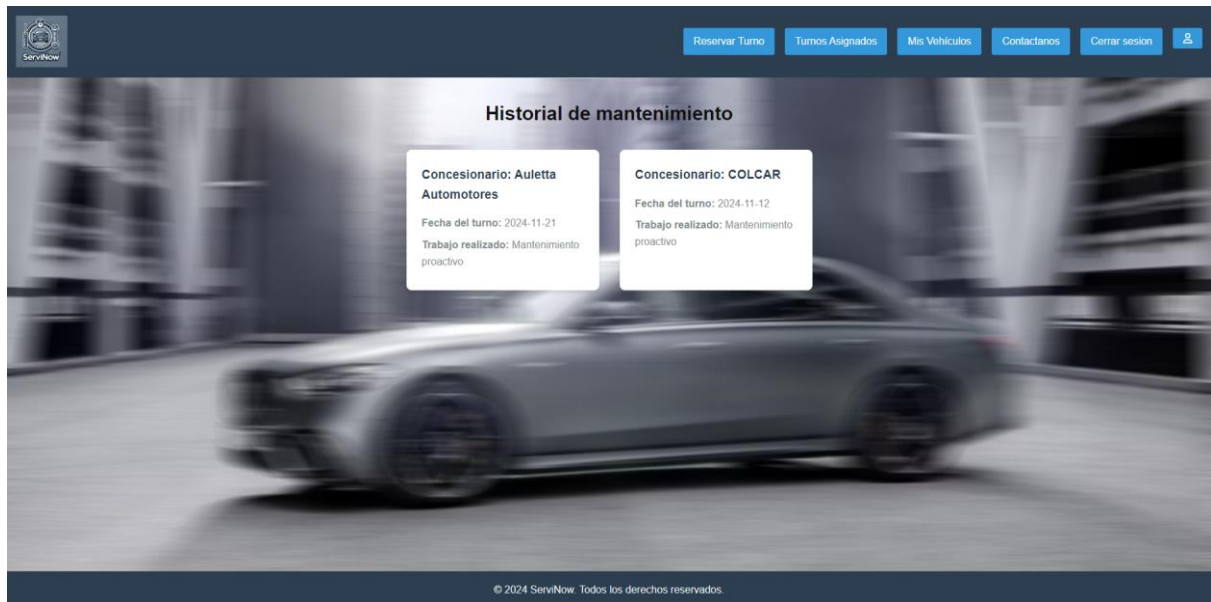 ServiNow
Reservar Turno
Turnos Asignados
Mis Vehículos
Contactanos
Cerrar sesion
Historial de mantenimiento
Concesionario: Auletta
Automotores
Fecha del turno: 2024-11-21
Trabajo realizado: Mantenimiento
proactivo
Concesionario: COLCAR
Fecha del turno: 2024-11-12
Trabajo realizado: Mantenimiento
proactivo
© 2024 ServiNow. Todos los derechos reservados.